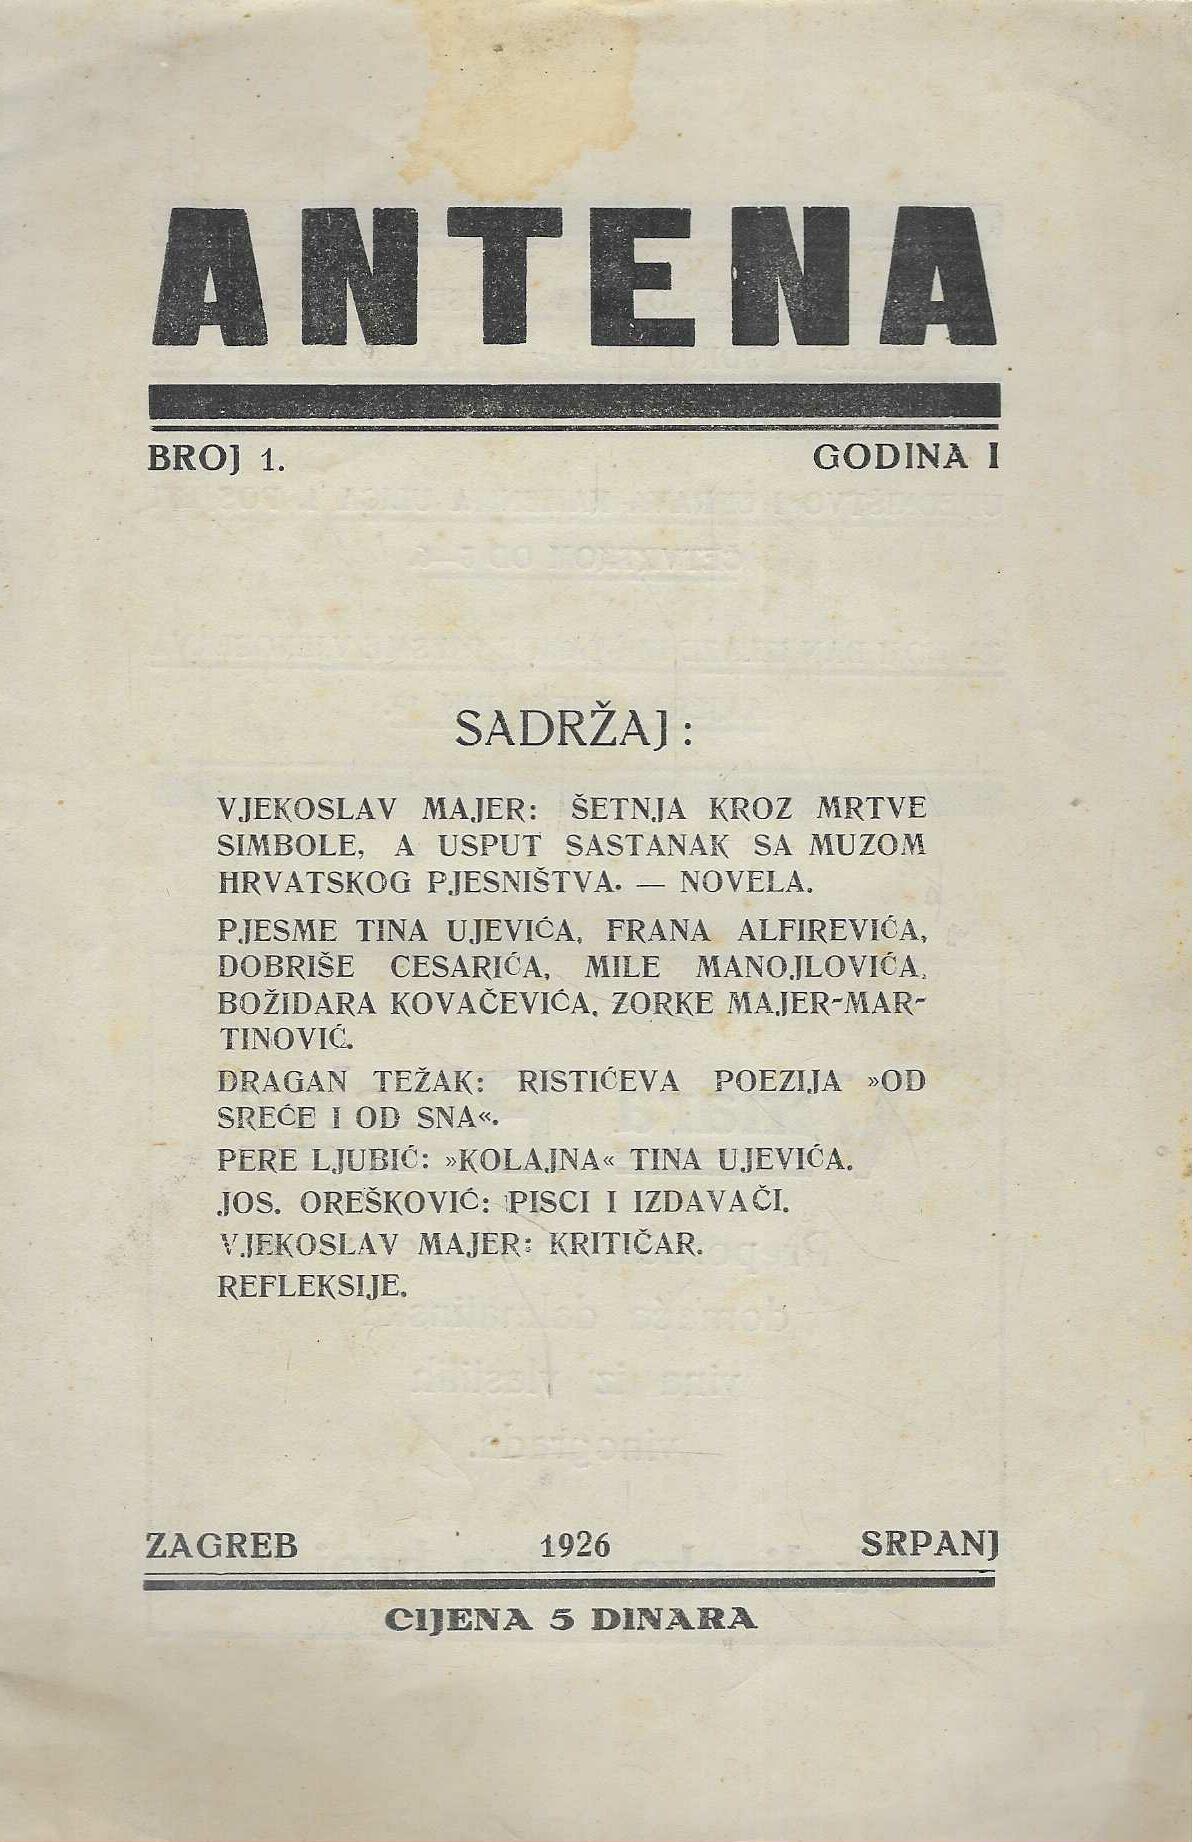 ANTENA
BROJ 1. GODINA I
SADRŽAJ:
VJEKOSLAV MAJER: ŠETNJA KROZ MRTVE
SIMBOLE, A USPUT SASTANAK SA MUZOM
HRVATSKOG PJESNIŠTVA. — NOVELA.
PJESME TINA UJEVIĆA, FRANA ALFIREVIĆA,
DOBRIŠE CESARIĆA, MILE MANOJLOVIĆA,
BOŽIDARA KOVAČEVIĆA, ZORKE MAJER-MAR-
TINOVIĆ.
DRAGAN TEŽAK: RISTIĆEVA POEZIJA »OD
SREĆE I OD SNA«.
PERE LJUBIĆ: »KOLAJNA« TINA UJEVIĆA.
JOS. OREŠKOVIĆ: PISCI I IZDAVAČI.
VJEKOSLAV MAJER: KRITIČAR.
REFLEKSIJE.
ZAGREB 1926 SRPANJ
CIJENA 5 DINARA